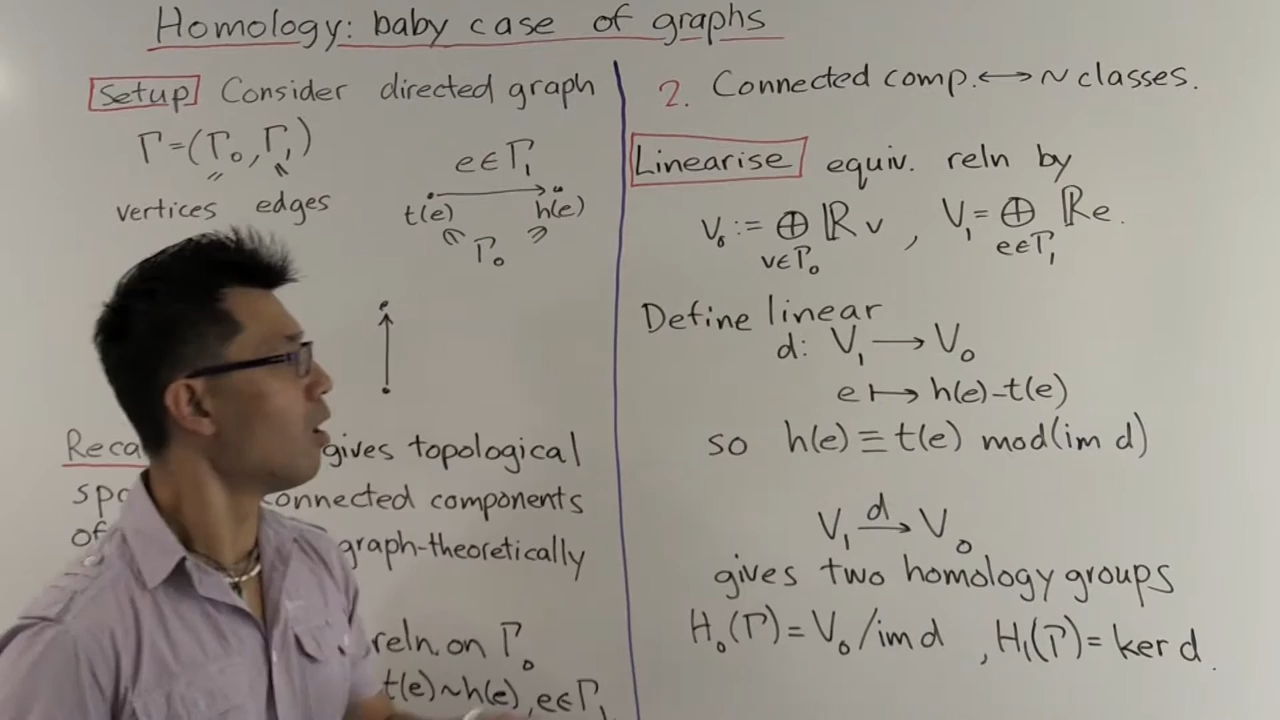 Homology: baby case of graphs
Setup Consider directed graph
Γ=(Γ₀,Γ₁)
vertices edges
e∈Γ₁
t(e) h(e)
Γ₀
gives topological
connected components
graph-theoretically
reln. on Γ₀
t(e)~h(e), e∈Γ₁
2. Connected comp. ↔ ~ classes.
Linearise equiv. reln by
V₀ := ⊕ ℝv , V₁ = ⊕ ℝe.
v∈Γ₀ e∈Γ₁
Define linear
d: V₁ → V₀
e ↦ h(e)-t(e)
so h(e) ≡ t(e) mod(im d)
V₁ –d→ V₀
gives two homology groups
H₀(Γ) = V₀/im d , H₁(Γ) = ker d.